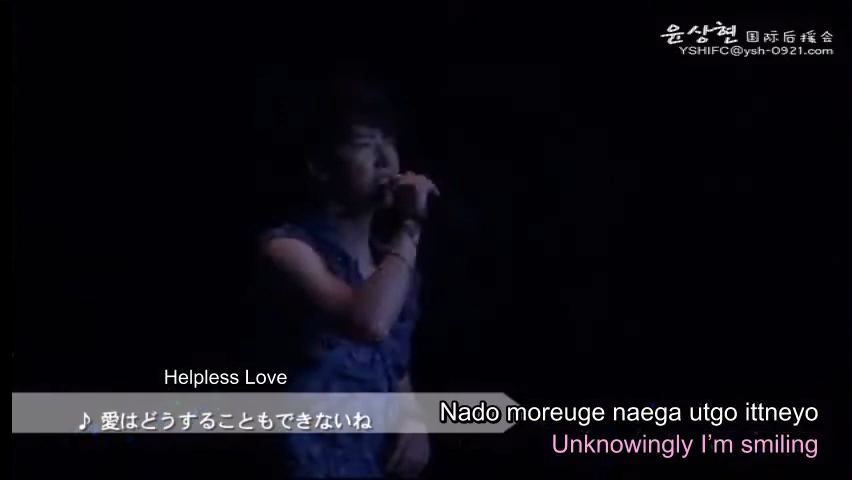 윤상현 国际后援会
YSHIFC@ysh-0921.com
Helpless Love
♪ 愛はどうすることもできないね
Nado moreuge naega utgo ittneyo
Unknowingly I'm smiling